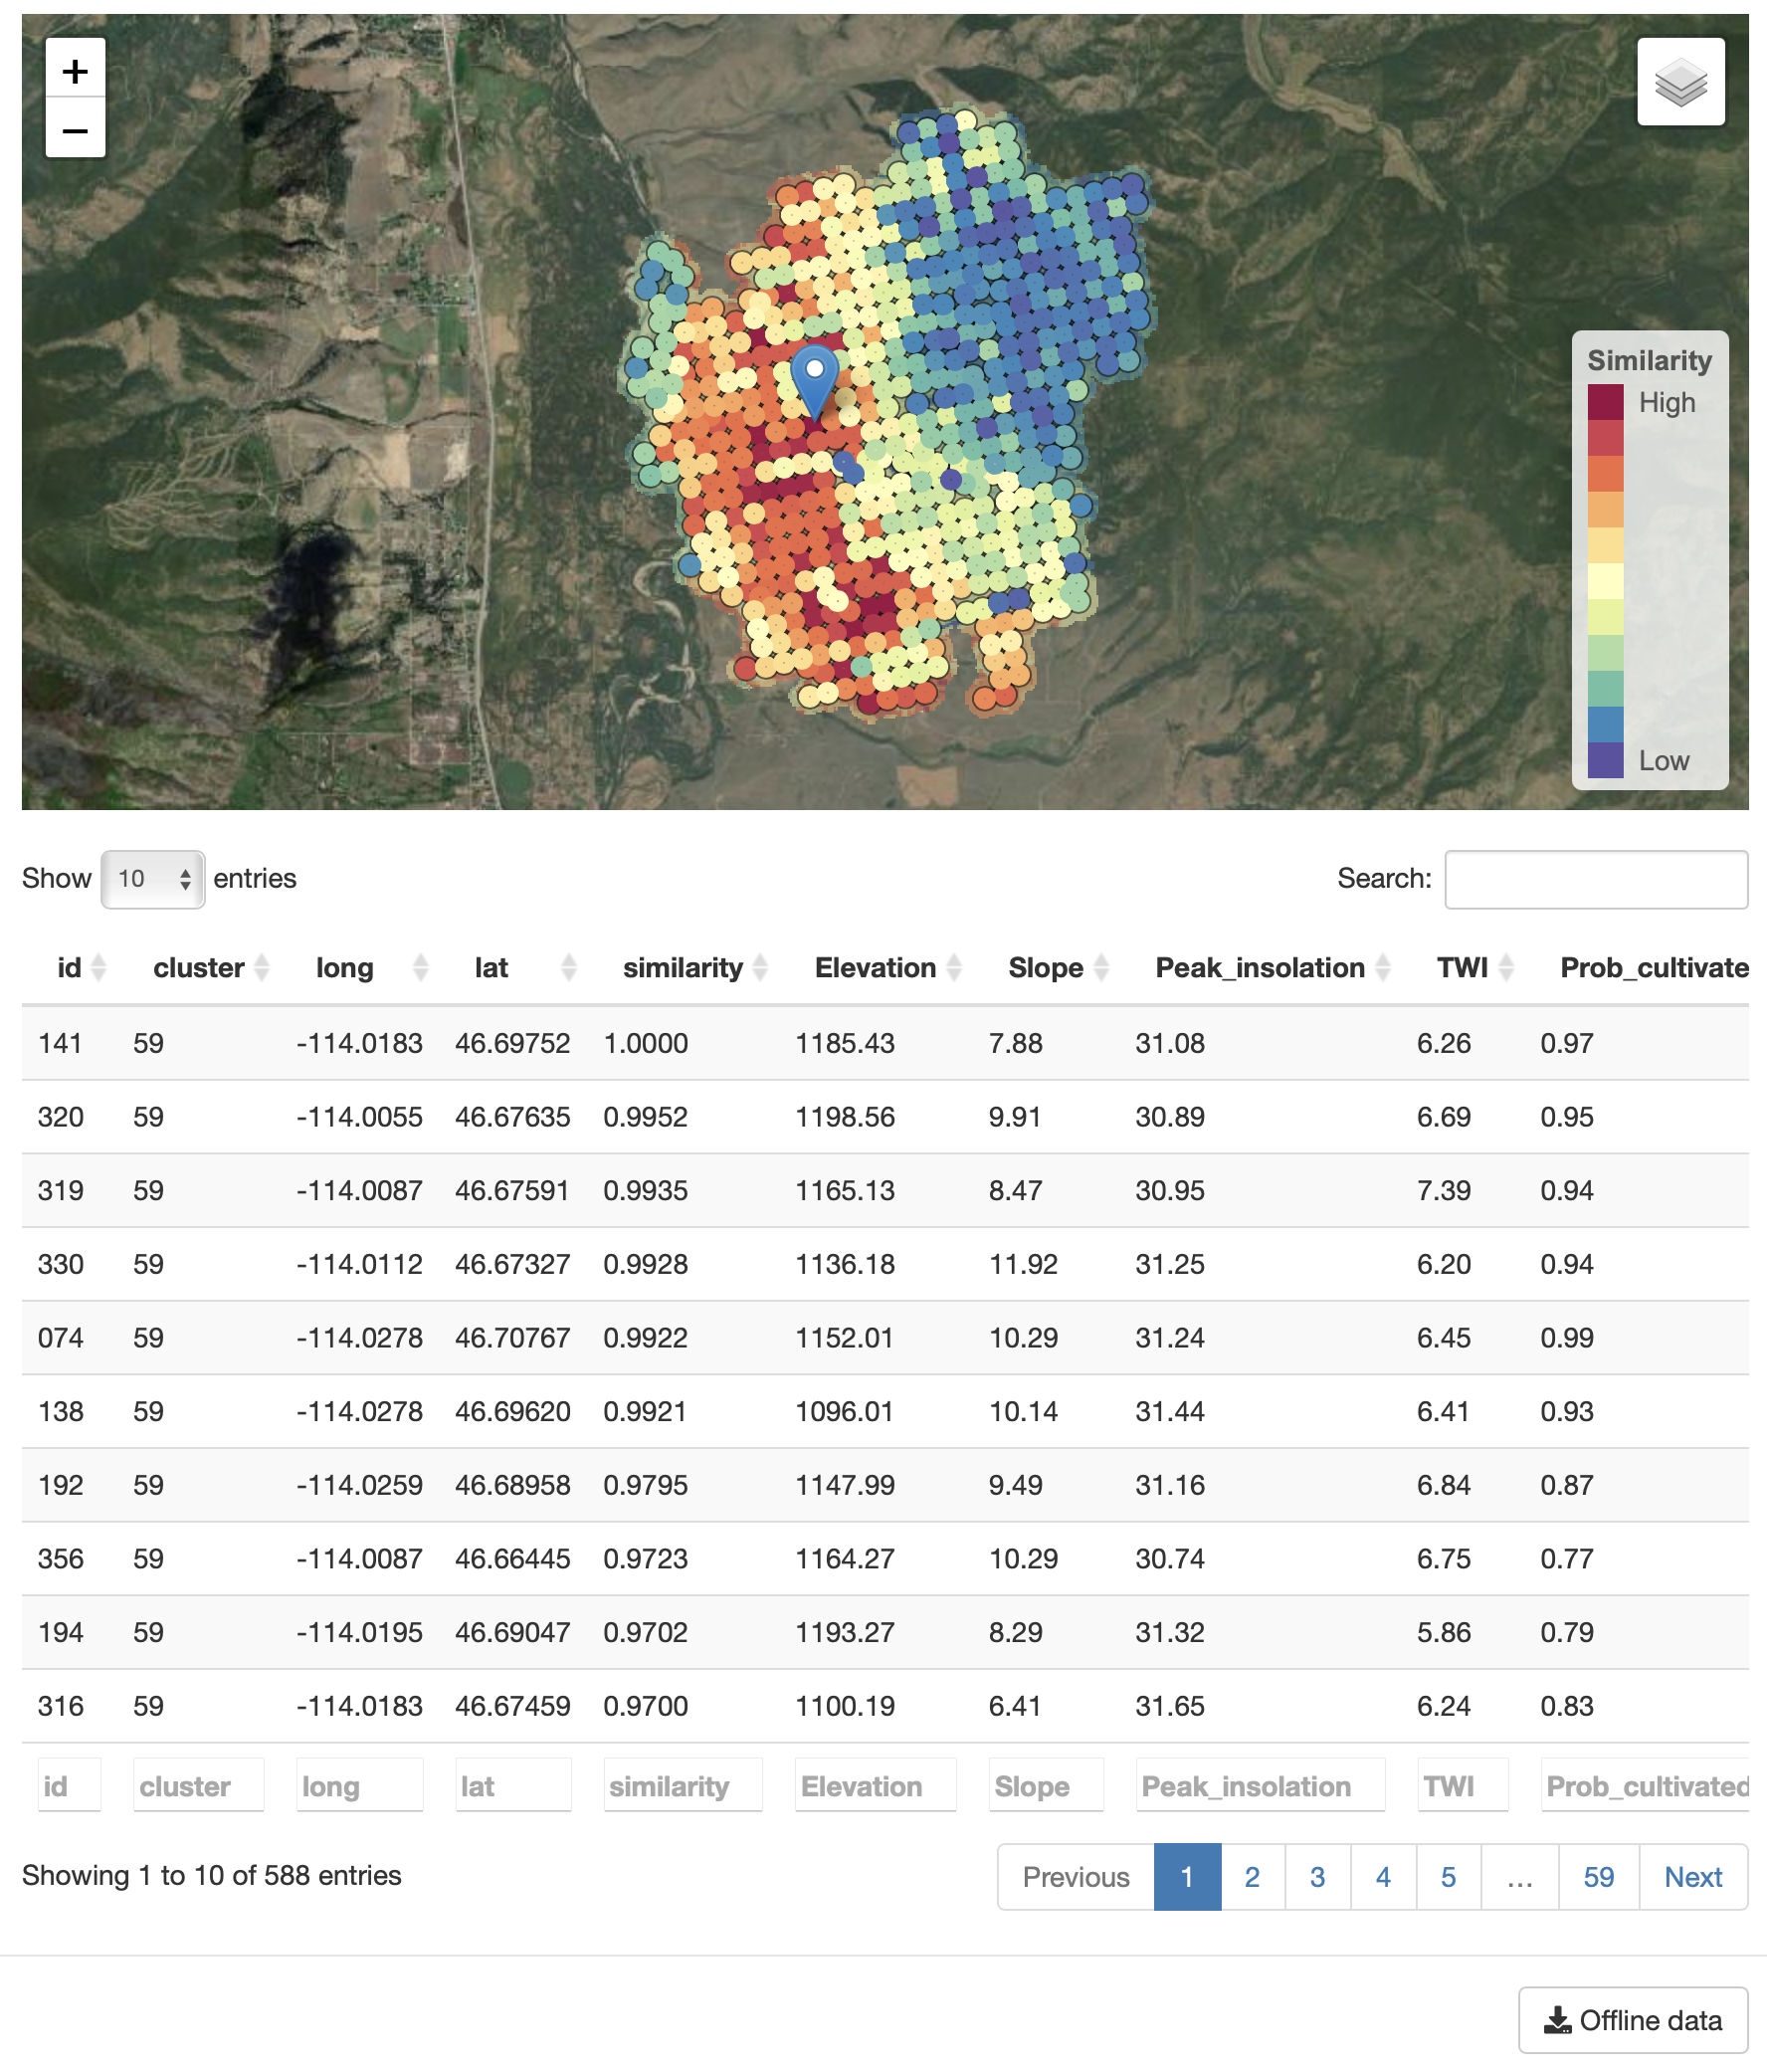 +
−
Similarity
High
Low
Show 10 entries Search:
id cluster long lat similarity Elevation Slope Peak_insolation TWI Prob_cultivate
141 59 -114.0183 46.69752 1.0000 1185.43 7.88 31.08 6.26 0.97
320 59 -114.0055 46.67635 0.9952 1198.56 9.91 30.89 6.69 0.95
319 59 -114.0087 46.67591 0.9935 1165.13 8.47 30.95 7.39 0.94
330 59 -114.0112 46.67327 0.9928 1136.18 11.92 31.25 6.20 0.94
074 59 -114.0278 46.70767 0.9922 1152.01 10.29 31.24 6.45 0.99
138 59 -114.0278 46.69620 0.9921 1096.01 10.14 31.44 6.41 0.93
192 59 -114.0259 46.68958 0.9795 1147.99 9.49 31.16 6.84 0.87
356 59 -114.0087 46.66445 0.9723 1164.27 10.29 30.74 6.75 0.77
194 59 -114.0195 46.69047 0.9702 1193.27 8.29 31.32 5.86 0.79
316 59 -114.0183 46.67459 0.9700 1100.19 6.41 31.65 6.24 0.83
id cluster long lat similarity Elevation Slope Peak_insolation TWI Prob_cultivated
Showing 1 to 10 of 588 entries Previous 1 2 3 4 5 … 59 Next
Offline data